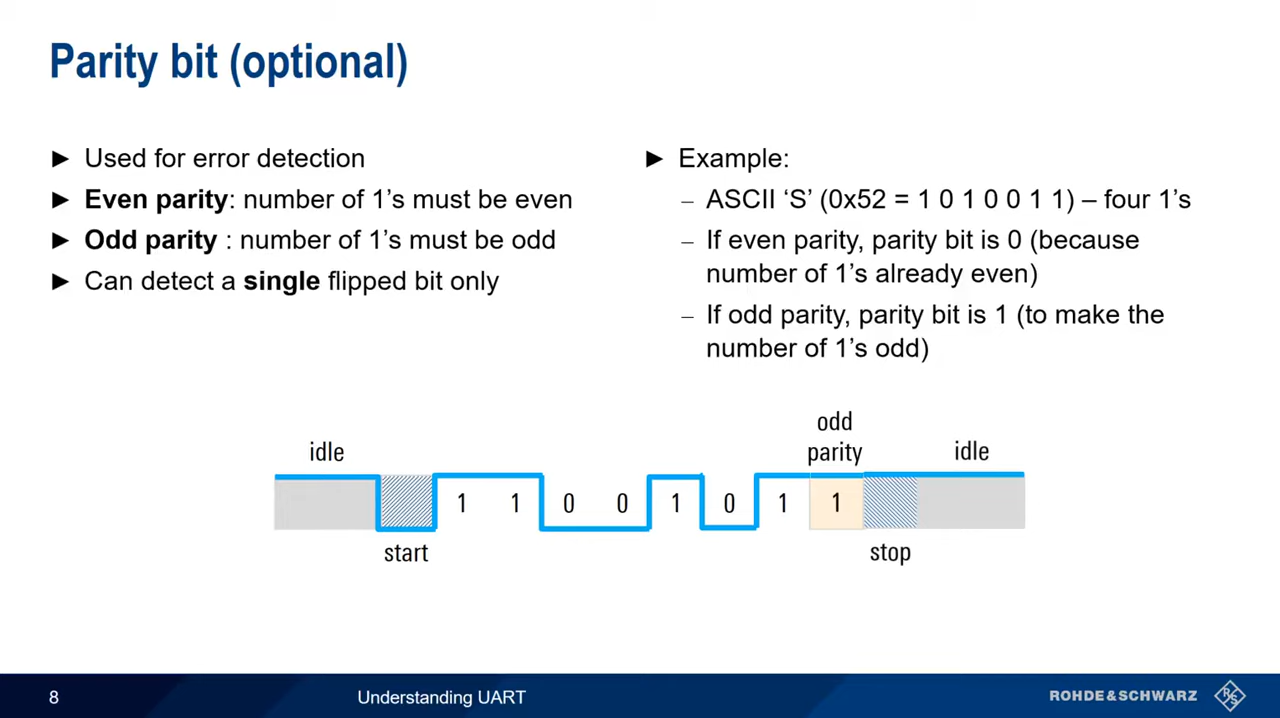 Parity bit (optional)
► Used for error detection
► Even parity: number of 1’s must be even
► Odd parity : number of 1’s must be odd
► Can detect a single flipped bit only
► Example:
– ASCII ‘S’ (0x52 = 1 0 1 0 0 1 1) – four 1’s
– If even parity, parity bit is 0 (because
number of 1’s already even)
– If odd parity, parity bit is 1 (to make the
number of 1’s odd)
odd
idle parity idle
1 1 0 0 1 0 1 1
start stop
8 Understanding UART ROHDE&SCHWARZ R&S